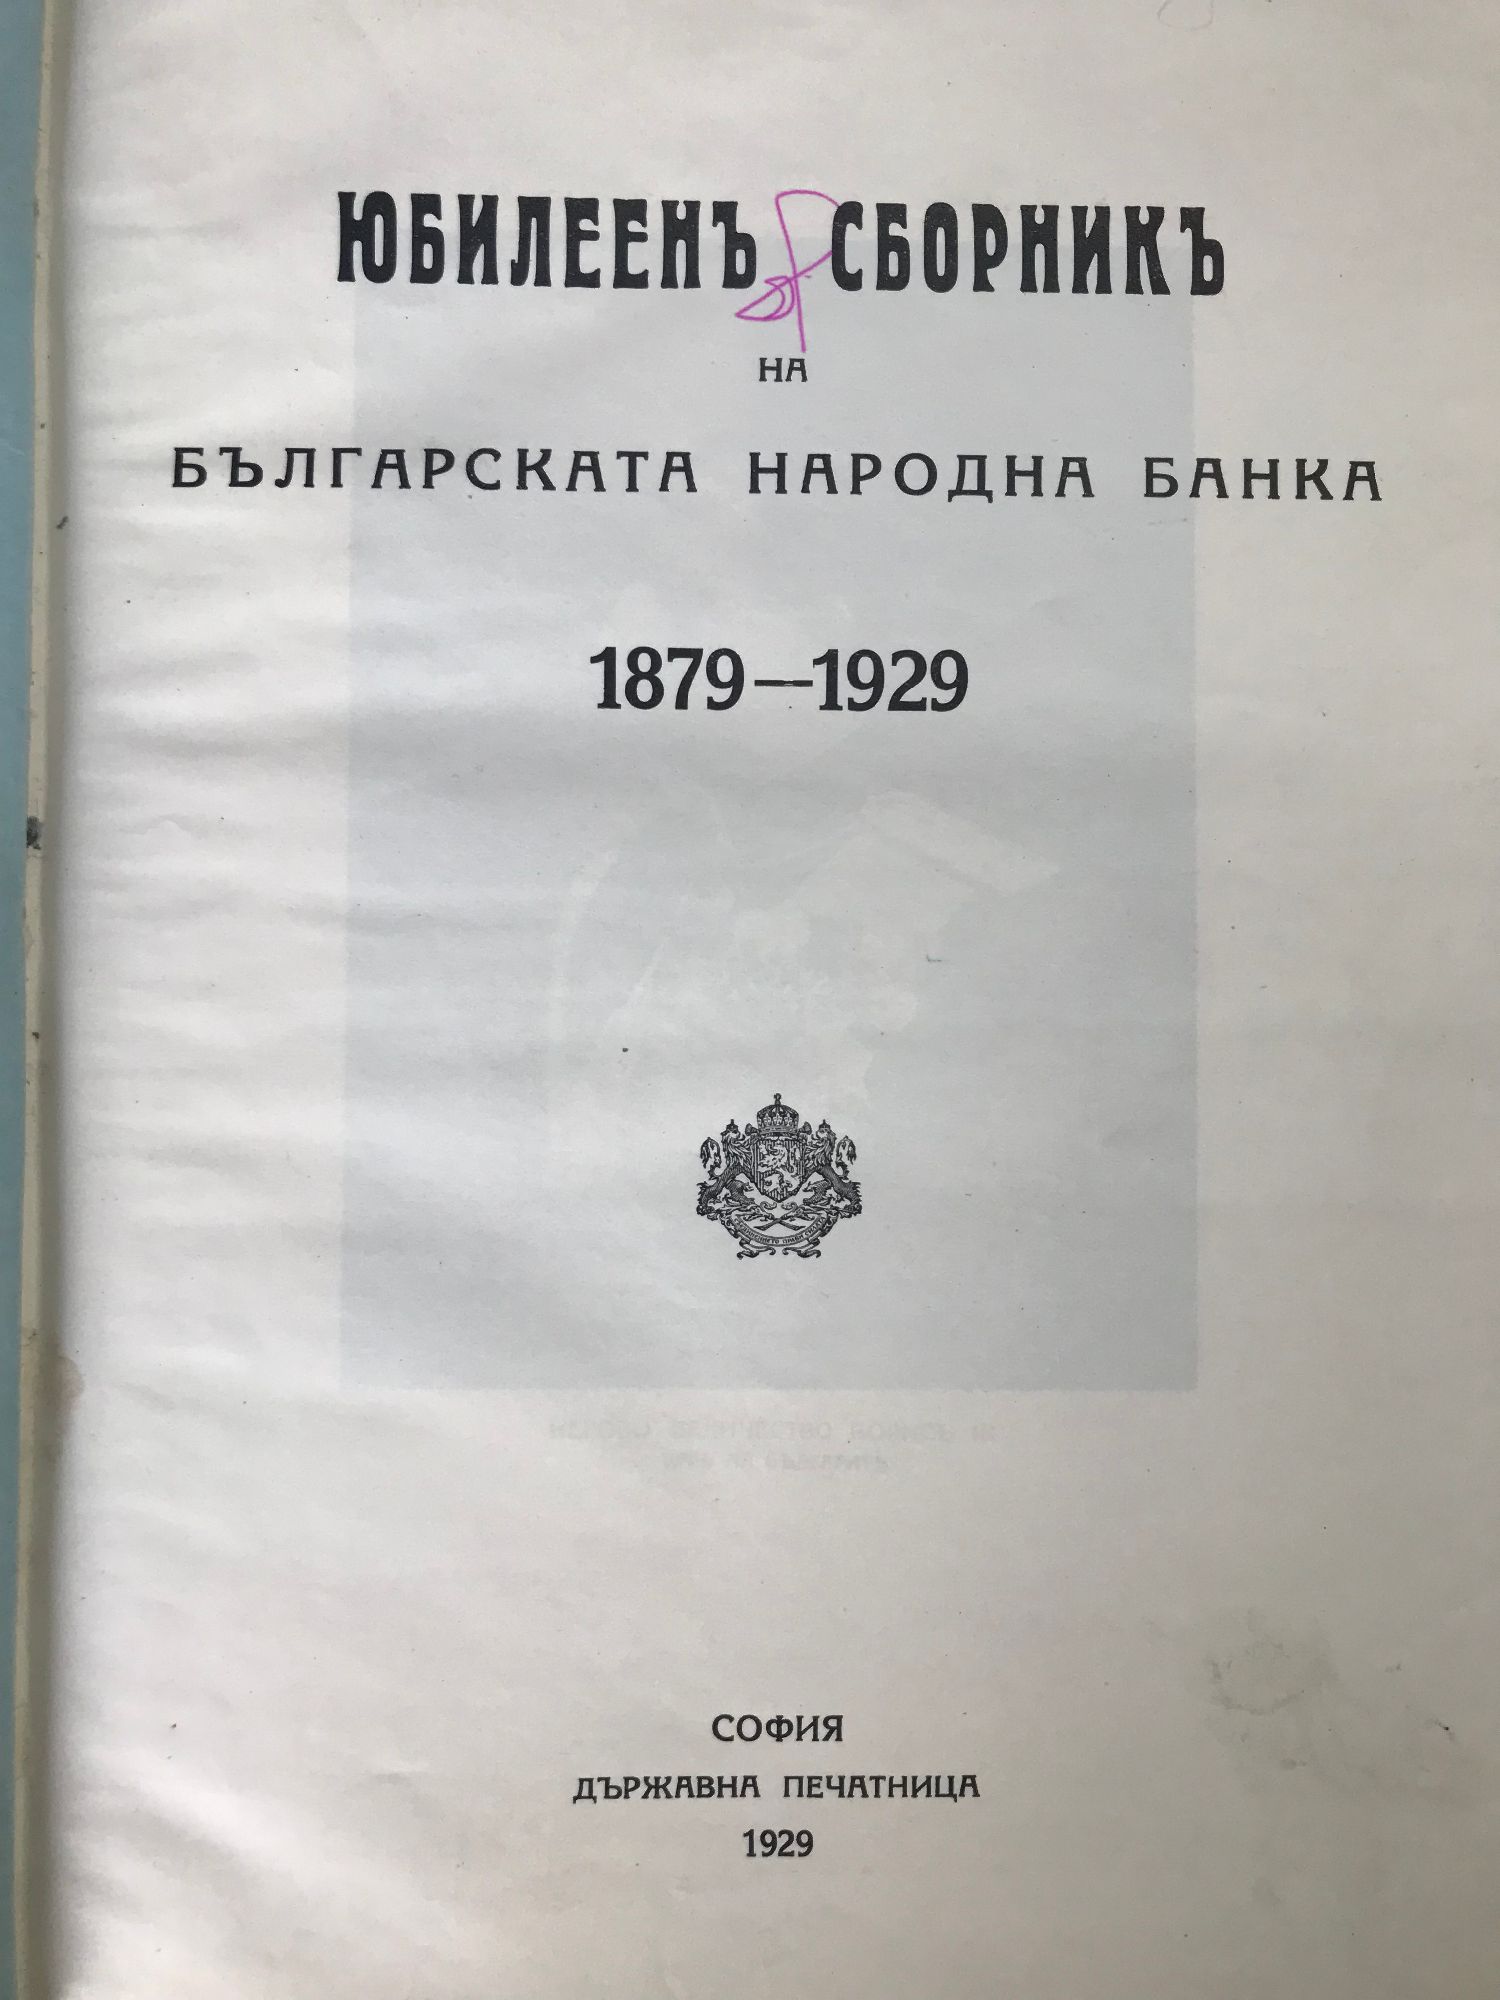 ЮБИЛЕЕНЪ СБОРНИКЪ
НА
БЪЛГАРСКАТА НАРОДНА БАНКА
1879—1929
СОФИЯ
ДЪРЖАВНА ПЕЧАТНИЦА
1929